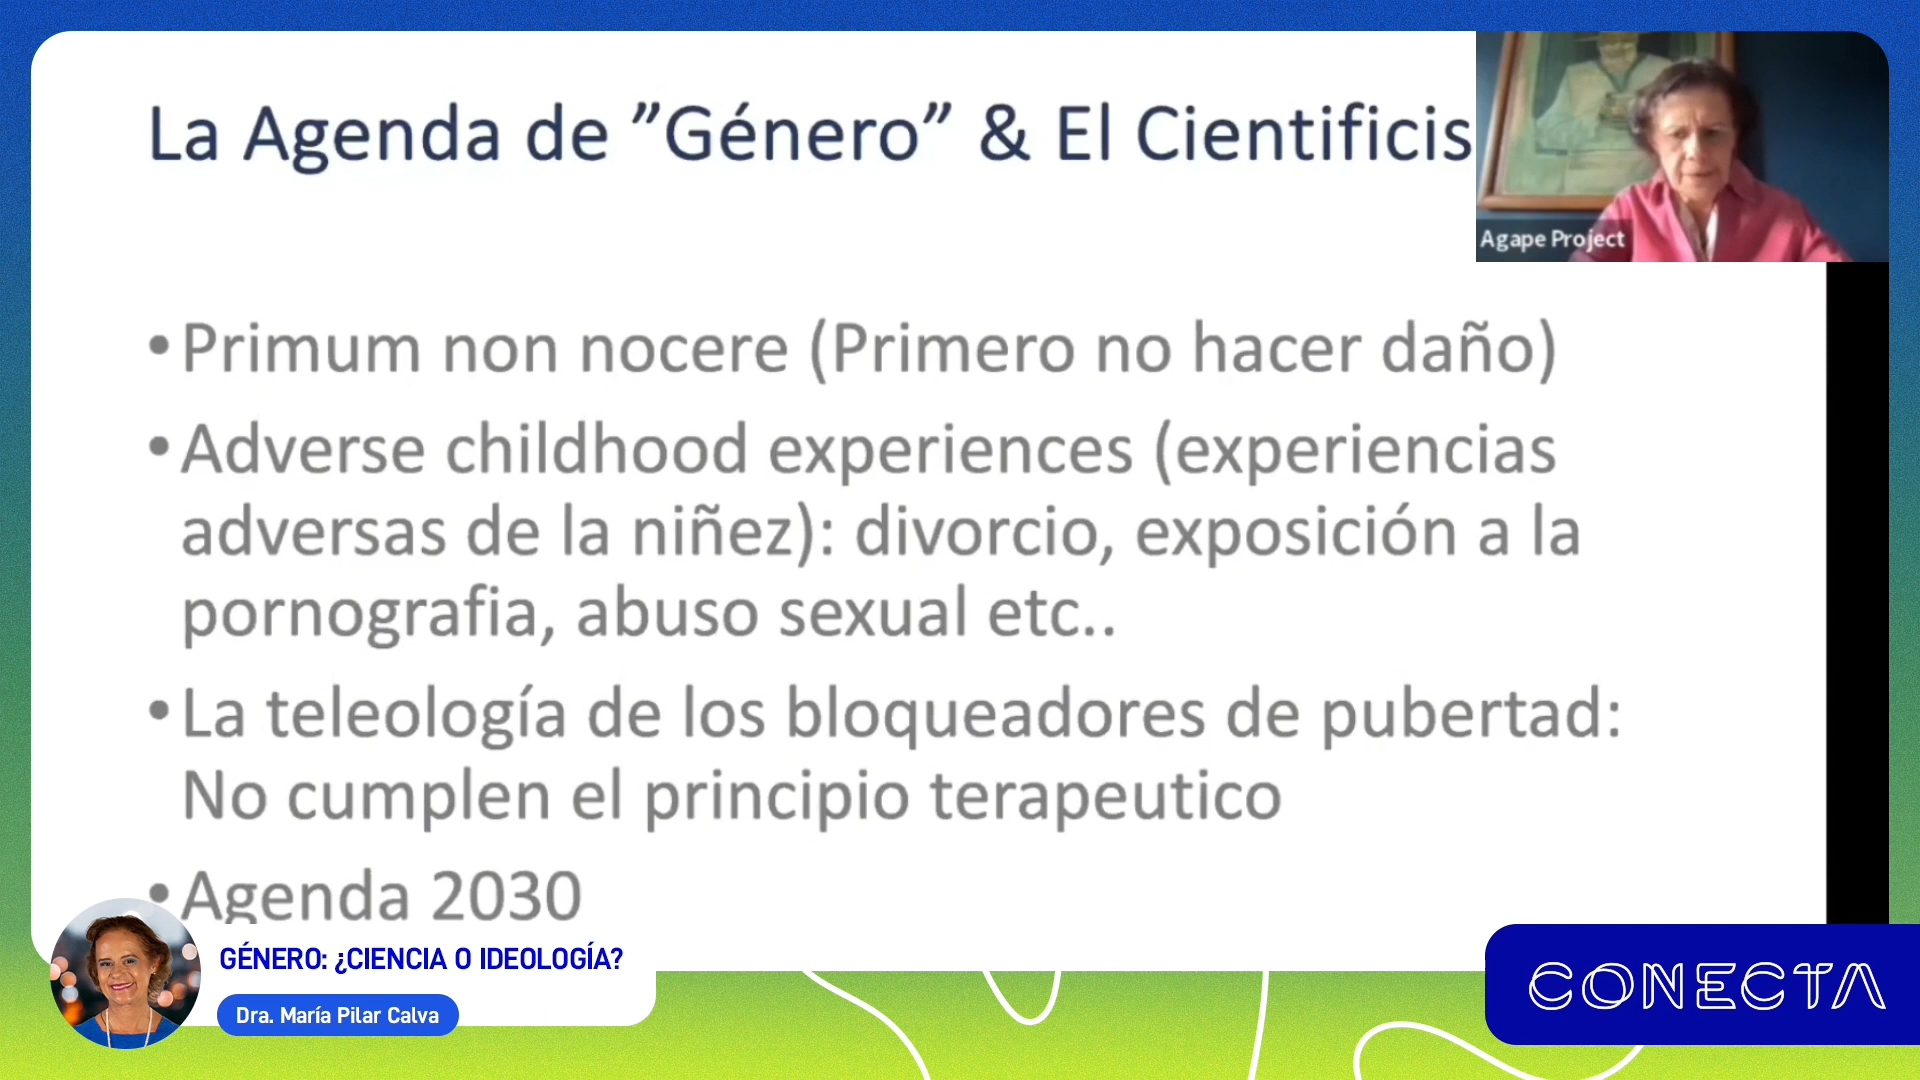 La Agenda de ”Género” & El Cientificis
Agape Project
• Primum non nocere (Primero no hacer daño)
• Adverse childhood experiences (experiencias
adversas de la niñez): divorcio, exposición a la
pornografia, abuso sexual etc..
• La teleología de los bloqueadores de pubertad:
No cumplen el principio terapeutico
• Agenda 2030
GÉNERO: ¿CIENCIA O IDEOLOGÍA?
Dra. María Pilar Calva
CONECTA